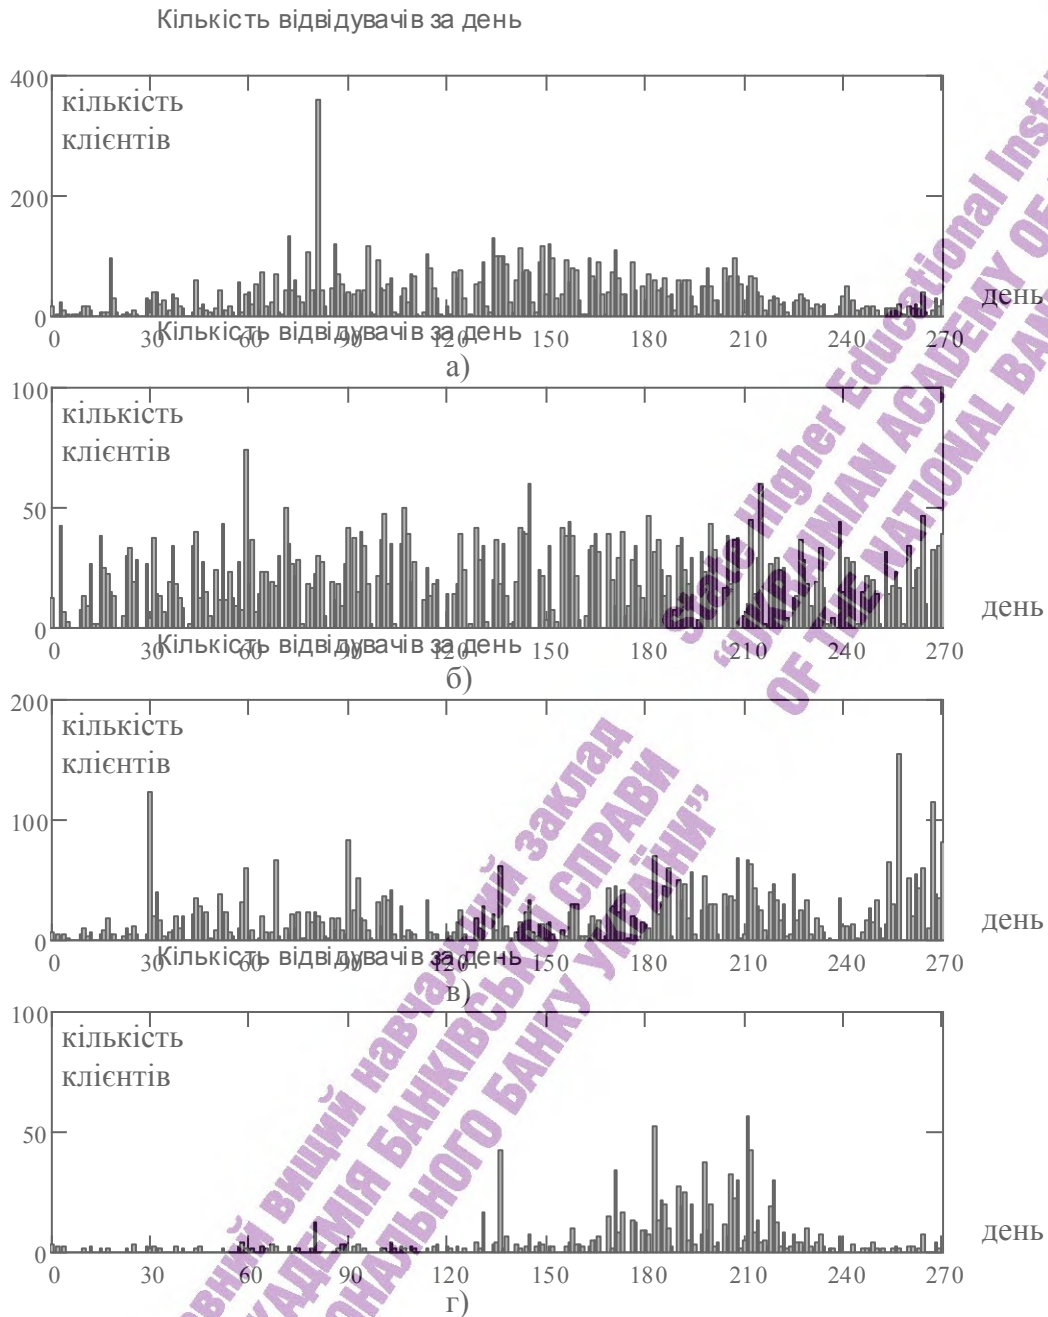 Кількість відвідувачів за день
400
кількість
клієнтів
200
0
день
0 30 60 90 120 150 180 210 240 270
Кількість відвідувачів за день
а)
100
кількість
клієнтів
50
0
день
0 30 60 90 120 150 180 210 240 270
Кількість відвідувачів за день
б)
200
кількість
клієнтів
100
0
день
0 30 60 90 120 150 180 210 240 270
Кількість відвідувачів за день
в)
100
кількість
клієнтів
50
0
день
0 30 60 90 120 150 180 210 240 270
г)
State Higher Educational
“UKRAINIAN ACADEMY OF
OF THE NATIONAL
вищий навчальний заклад
АКАДЕМІЯ БАНКІВСЬКОЇ СПРАВИ
БАНКУ УКРАЇНИ”